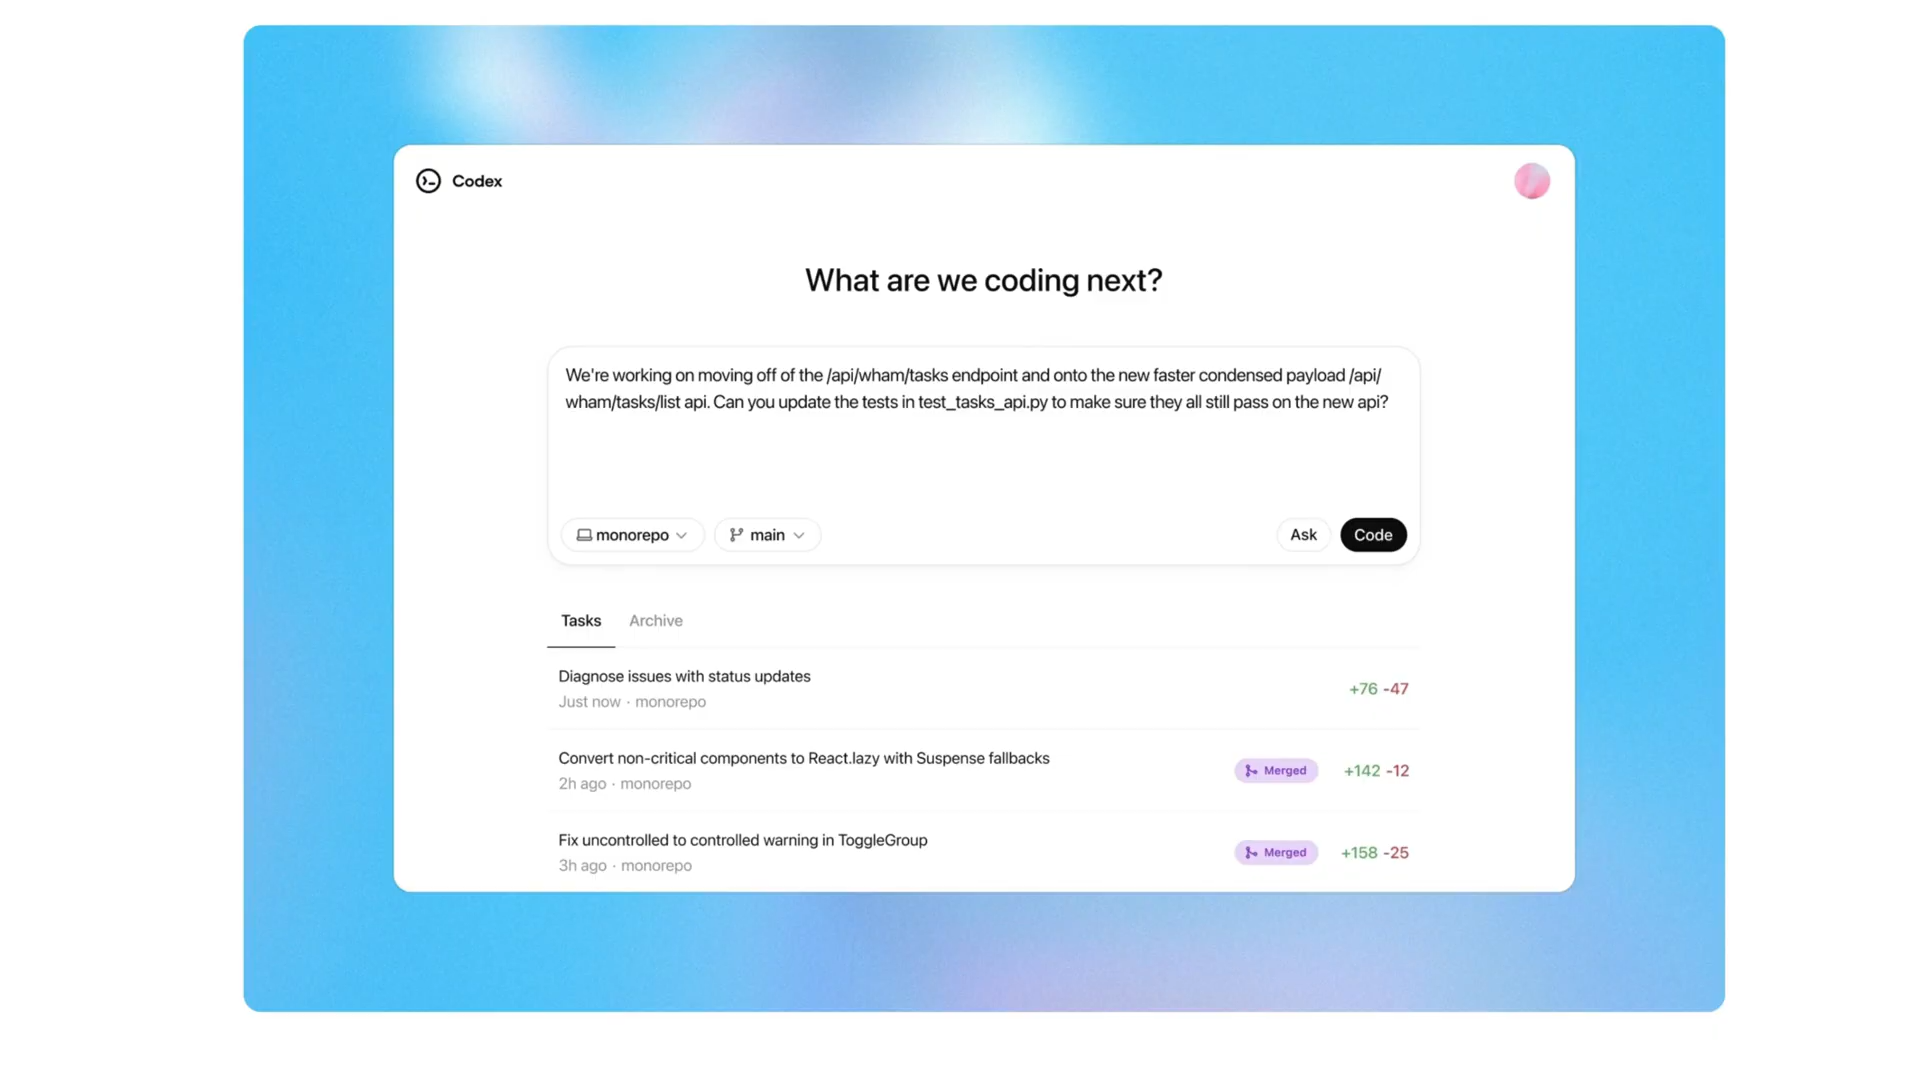 Codex
What are we coding next?
We're working on moving off of the /api/wham/tasks endpoint and onto the new faster condensed payload /api/
wham/tasks/list api. Can you update the tests in test_tasks_api.py to make sure they all still pass on the new api?
monorepo main Ask Code
Tasks Archive
Diagnose issues with status updates
Just now · monorepo
+76 -47
Convert non-critical components to React.lazy with Suspense fallbacks
2h ago · monorepo
Merged +142 -12
Fix uncontrolled to controlled warning in ToggleGroup
3h ago · monorepo
Merged +158 -25